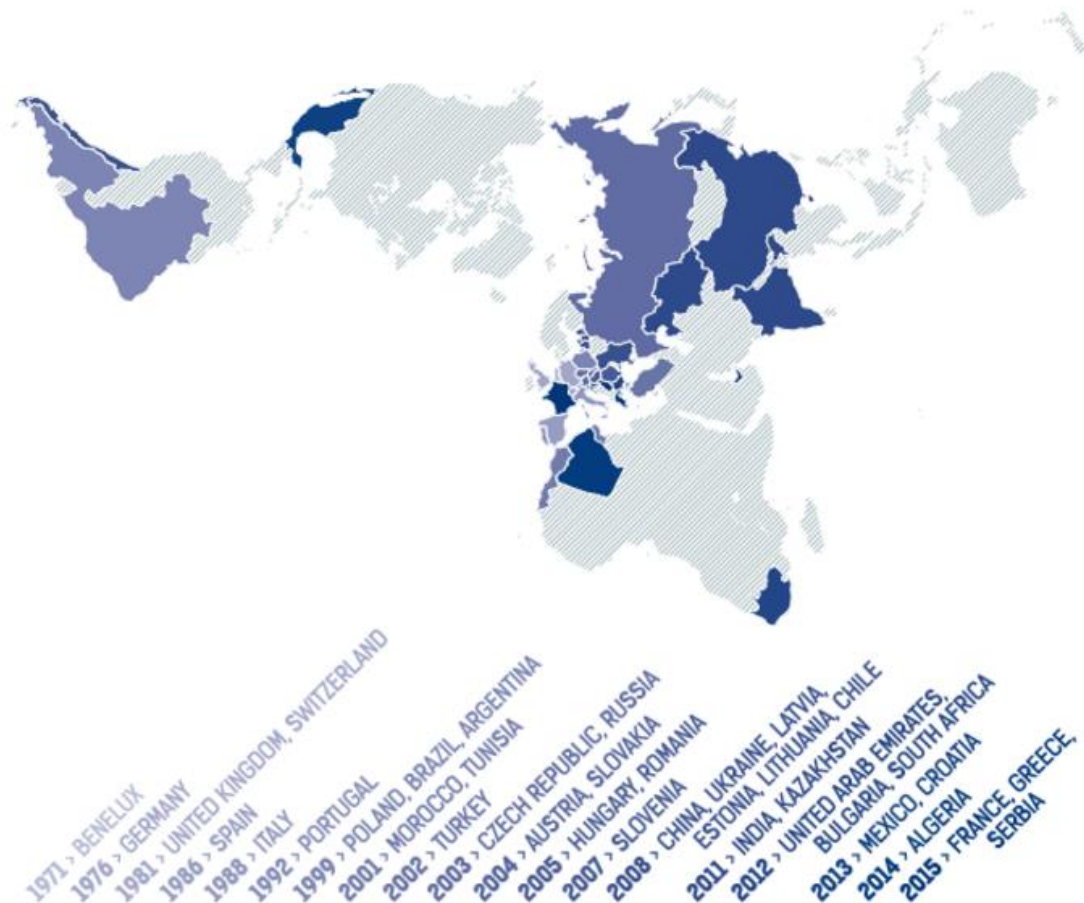 1971 › BENELUX
1976 › GERMANY
1981 › UNITED KINGDOM, SWITZERLAND
1986 › SPAIN
1988 › ITALY
1992 › PORTUGAL
1999 › POLAND, BRAZIL, ARGENTINA
2001 › MOROCCO, TUNISIA
2002 › TURKEY
2003 › CZECH REPUBLIC, RUSSIA
2004 › AUSTRIA, SLOVAKIA
2005 › HUNGARY, ROMANIA
2007 › SLOVENIA
2008 › CHINA, UKRAINE, LATVIA,
ESTONIA, LITHUANIA, CHILE
2011 › INDIA, KAZAKHSTAN
2012 › UNITED ARAB EMIRATES,
BULGARIA, SOUTH AFRICA
2013 › MEXICO, CROATIA
2014 › ALGERIA
2015 › FRANCE, GREECE,
SERBIA